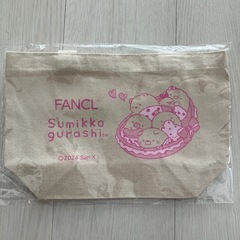 FANCL
Sumikko
gurashi
©2024 San-X